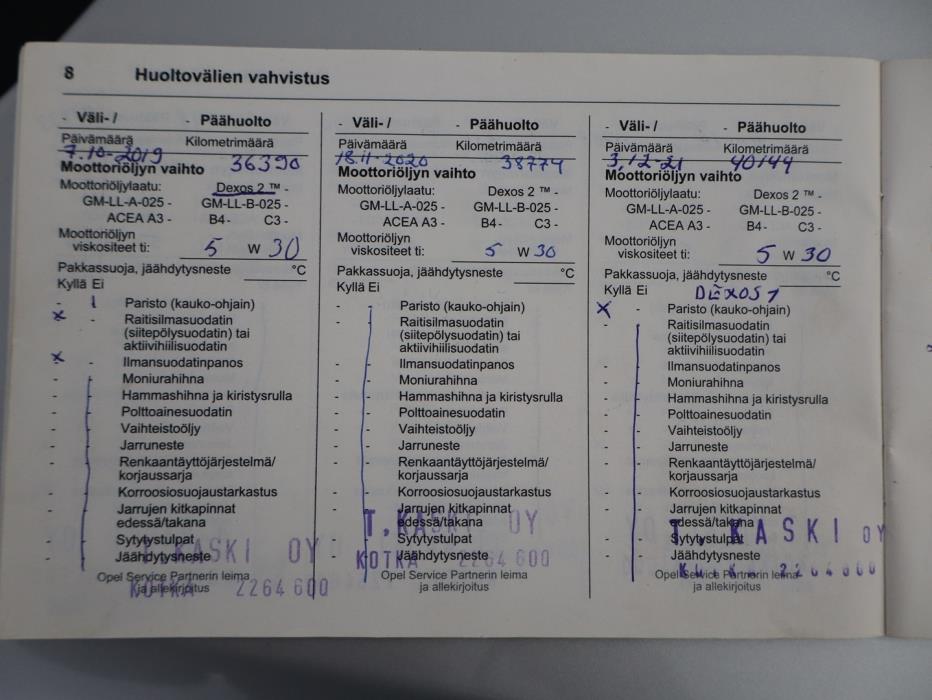 8 Huoltovälien vahvistus
- Väli- / - Päähuolto
Päivämäärä Kilometrimäärä
7.10-2019 36390
Moottoriöljyn vaihto
Moottoriöljylaatu: Dexos 2 ™ -
GM-LL-A-025 - GM-LL-B-025 -
ACEA A3 - B4- C3 -
Moottoriöljyn
viskositeet ti: 5 W 30
Pakkassuoja, jäähdytysneste °C
Kyllä Ei
- Paristo (kauko-ohjain)
x - Raitisilmasuodatin
(siitepölysuodatin) tai
aktiivihiilisuodatin
x - Ilmansuodatinpanos
- - Moniurahihna
- - Hammashihna ja kiristysrulla
- - Polttoainesuodatin
- - Vaihteistoöljy
- - Jarruneste
- - Renkaantäyttöjärjestelmä/
korjaussarja
- - Korroosiosuojaustarkastus
- - Jarrujen kitkapinnat
edessä/takana
- - Sytytystulpat
- - Jäähdytysneste
KASKI OY
Opel Service Partnerin leima
ja allekirjoitus
KOTKA 2264 600
- Väli- / - Päähuolto
Päivämäärä Kilometrimäärä
18.11-2020 38774
Moottoriöljyn vaihto
Moottoriöljylaatu: Dexos 2 ™ -
GM-LL-A-025 - GM-LL-B-025 -
ACEA A3 - B4- C3 -
Moottoriöljyn
viskositeet ti: 5 W 30
Pakkassuoja, jäähdytysneste °C
Kyllä Ei
- - Paristo (kauko-ohjain)
- - Raitisilmasuodatin
(siitepölysuodatin) tai
aktiivihiilisuodatin
- - Ilmansuodatinpanos
- - Moniurahihna
- - Hammashihna ja kiristysrulla
- - Polttoainesuodatin
- - Vaihteistoöljy
- - Jarruneste
- - Renkaantäyttöjärjestelmä/
korjaussarja
- - Korroosiosuojaustarkastus
- - Jarrujen kitkapinnat
edessä/takana
T. KASKI OY
- - Sytytystulpat
- - Jäähdytysneste
KOTKA 2264 600
Opel Service Partnerin leima
ja allekirjoitus
- Väli- / - Päähuolto
Päivämäärä Kilometrimäärä
3.12-21 40144
Moottoriöljyn vaihto
Moottoriöljylaatu: Dexos 2 ™ -
GM-LL-A-025 - GM-LL-B-025 -
ACEA A3 - B4- C3 -
Moottoriöljyn
viskositeet ti: 5 W 30
Pakkassuoja, jäähdytysneste °C
Kyllä Ei DEXOS 1
x - Paristo (kauko-ohjain)
- - Raitisilmasuodatin
(siitepölysuodatin) tai
aktiivihiilisuodatin
- - Ilmansuodatinpanos
- - Moniurahihna
- - Hammashihna ja kiristysrulla
- - Polttoainesuodatin
- - Vaihteistoöljy
- - Jarruneste
- - Renkaantäyttöjärjestelmä/
korjaussarja
- - Korroosiosuojaustarkastus
- - Jarrujen kitkapinnat
edessä/takana
- - Sytytystulpat
T. KASKI OY
- - Jäähdytysneste
Opel Service Partnerin leima
2264600
ja allekirjoitus